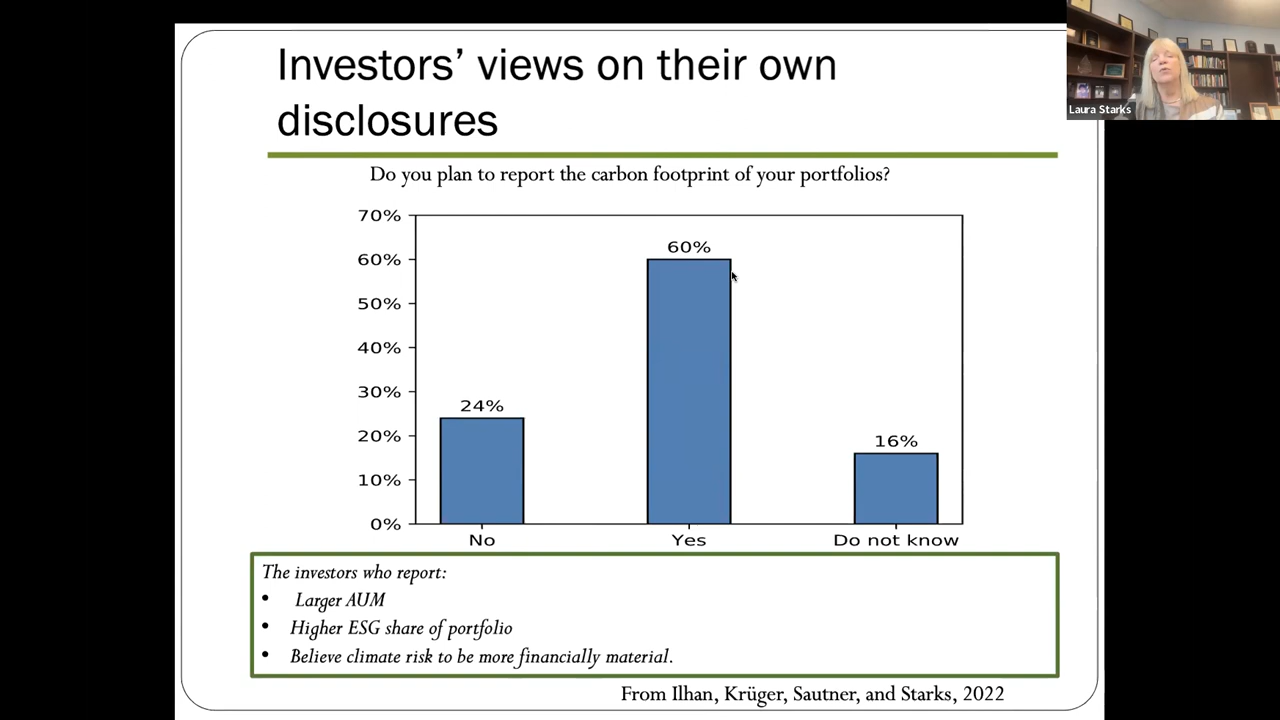 Investors' views on their own
disclosures
Laura Starks
Do you plan to report the carbon footprint of your portfolios?
70%
60%
50%
40%
30%
20%
10%
0%
24%
60%
16%
No
Yes
Do not know
The investors who report:
• Larger AUM
• Higher ESG share of portfolio
• Believe climate risk to be more financially material.
From Ilhan, Krüger, Sautner, and Starks, 2022